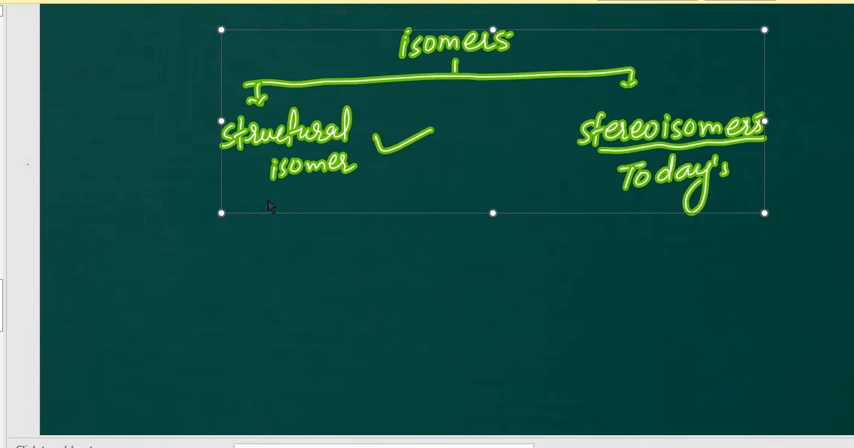 isomers
structural
isomer
stereoisomers
Today's